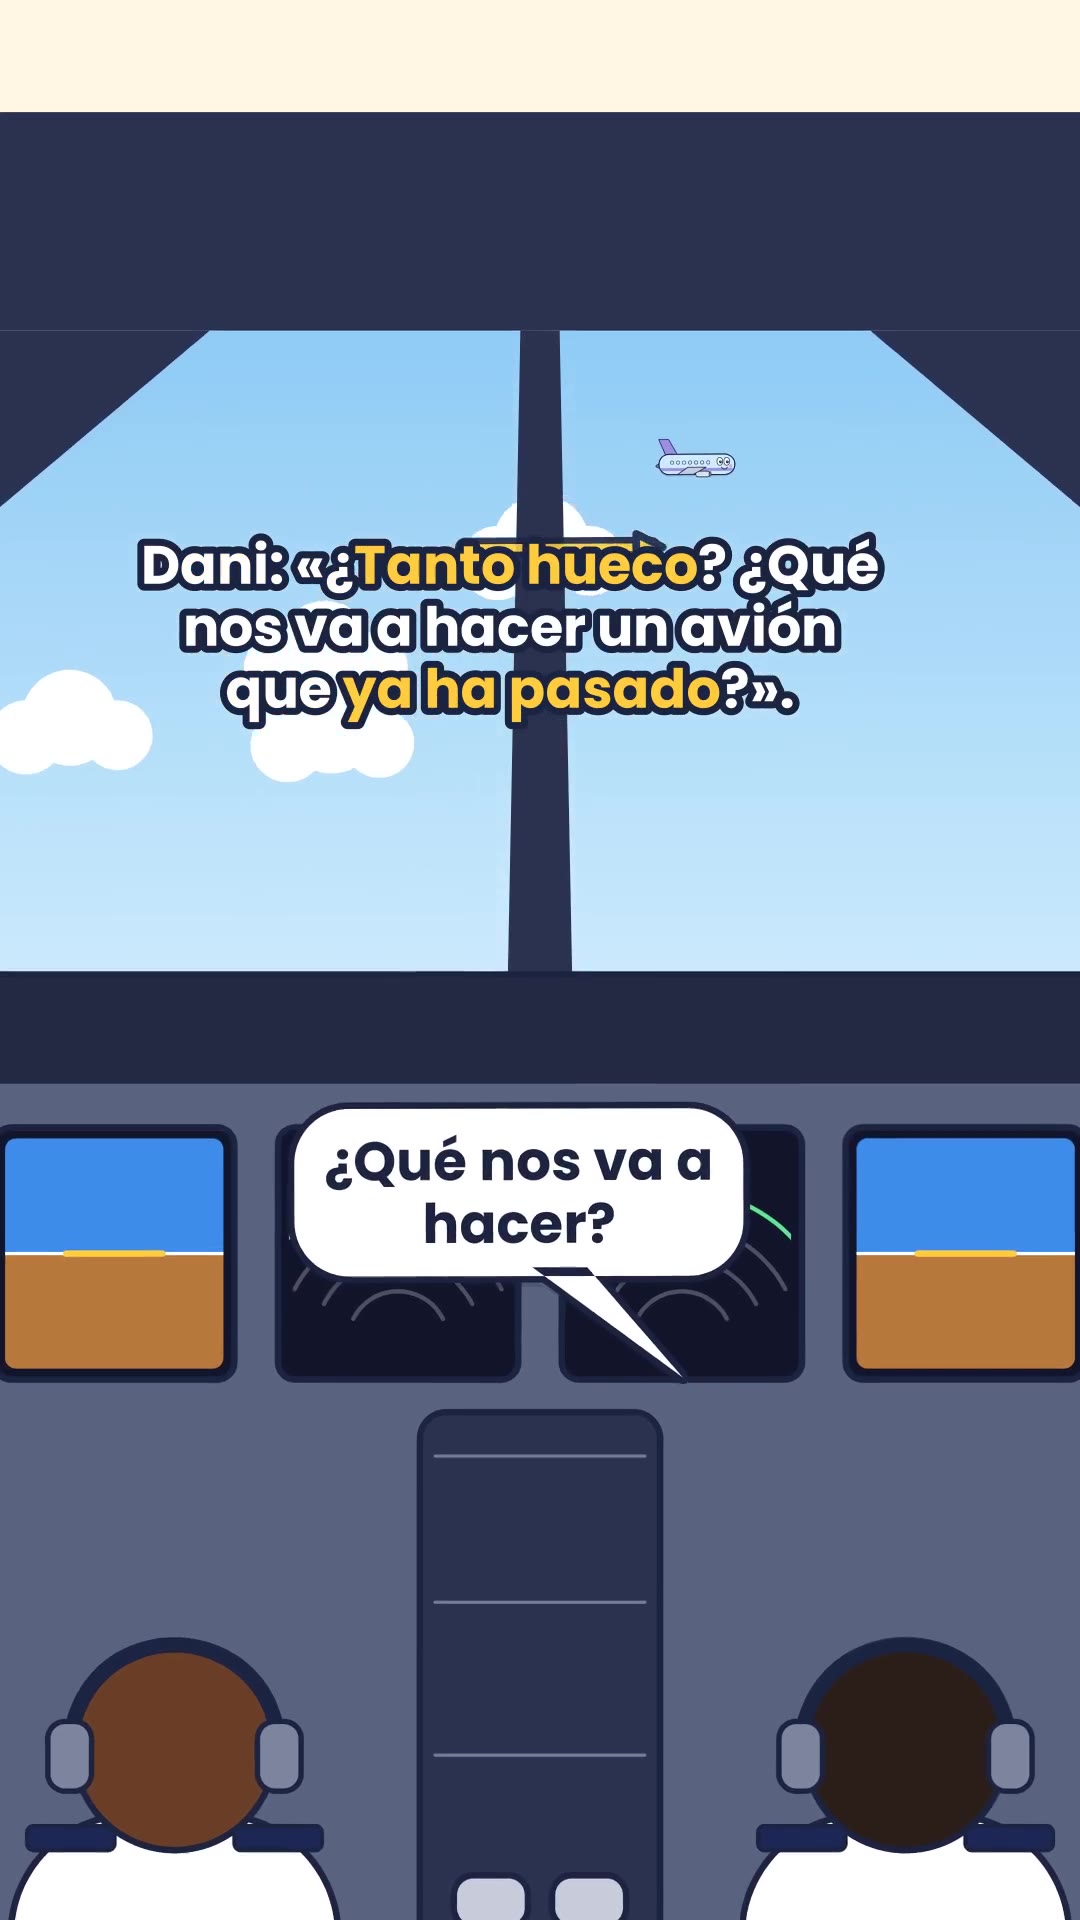 Dani: «¿Tanto hueco? ¿Qué
nos va a hacer un avión
que ya ha pasado?».
¿Qué nos va a
hacer?